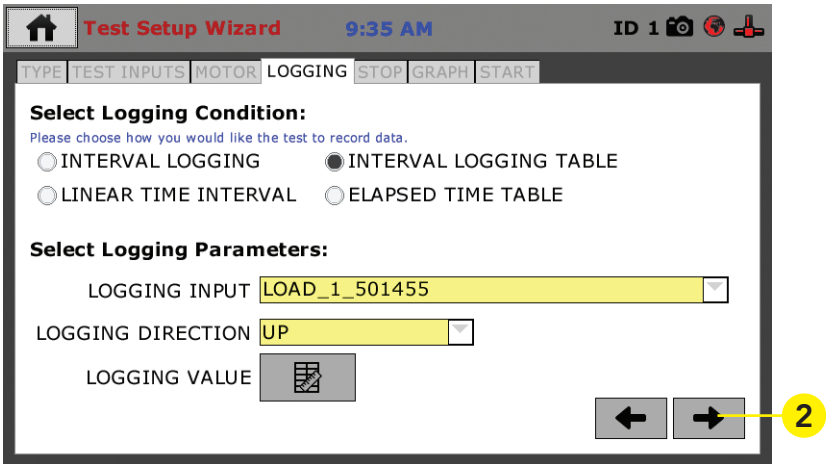 Test Setup Wizard 9:35 AM ID 1
TYPE TEST INPUTS MOTOR LOGGING STOP GRAPH START
Select Logging Condition:
Please choose how you would like the test to record data.
INTERVAL LOGGING INTERVAL LOGGING TABLE
LINEAR TIME INTERVAL ELAPSED TIME TABLE
Select Logging Parameters:
LOGGING INPUT LOAD_1_501455
LOGGING DIRECTION UP
LOGGING VALUE
2